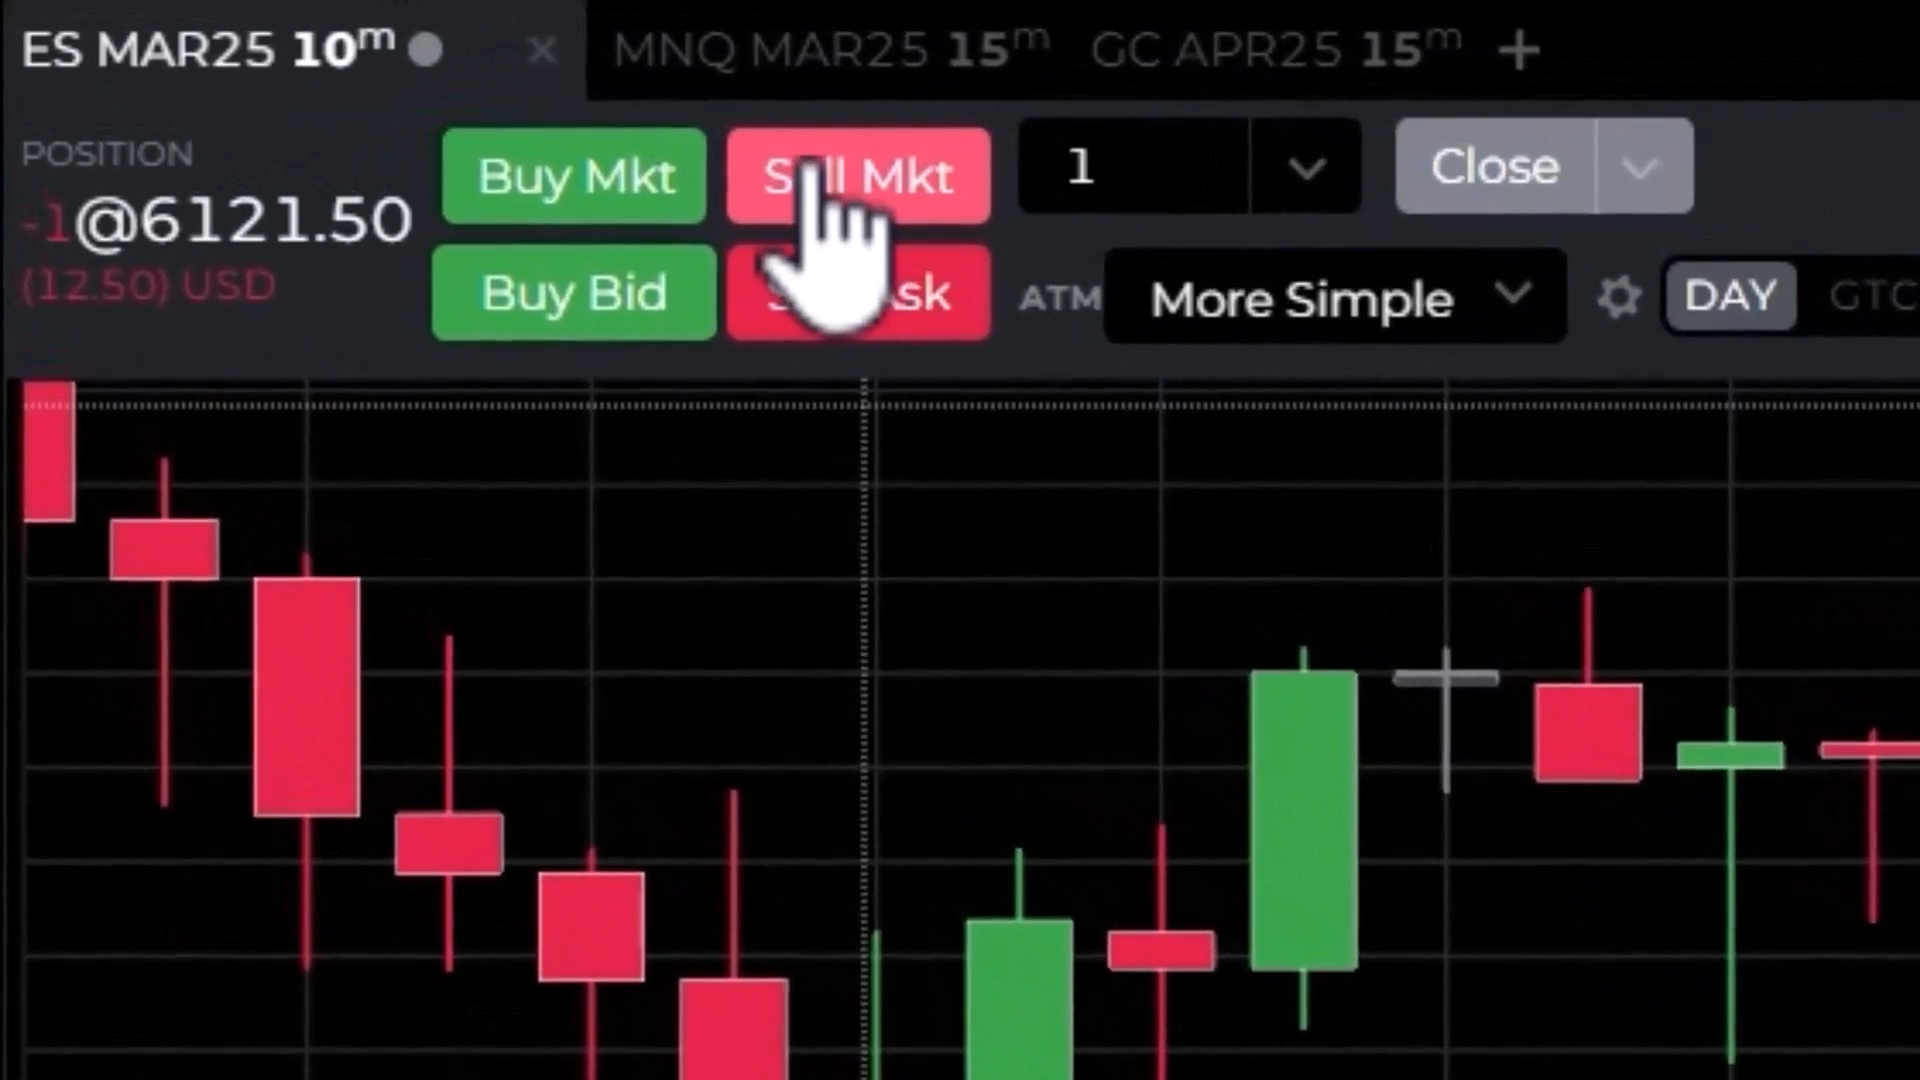 ES MAR25 10m
MNQ MAR25 15m
GC APR25 15m
POSITION
-1@6121.50
(12.50) USD
Buy Mkt
Mkt
1
Close
Buy Bid
ATM
More Simple
DAY
GTC